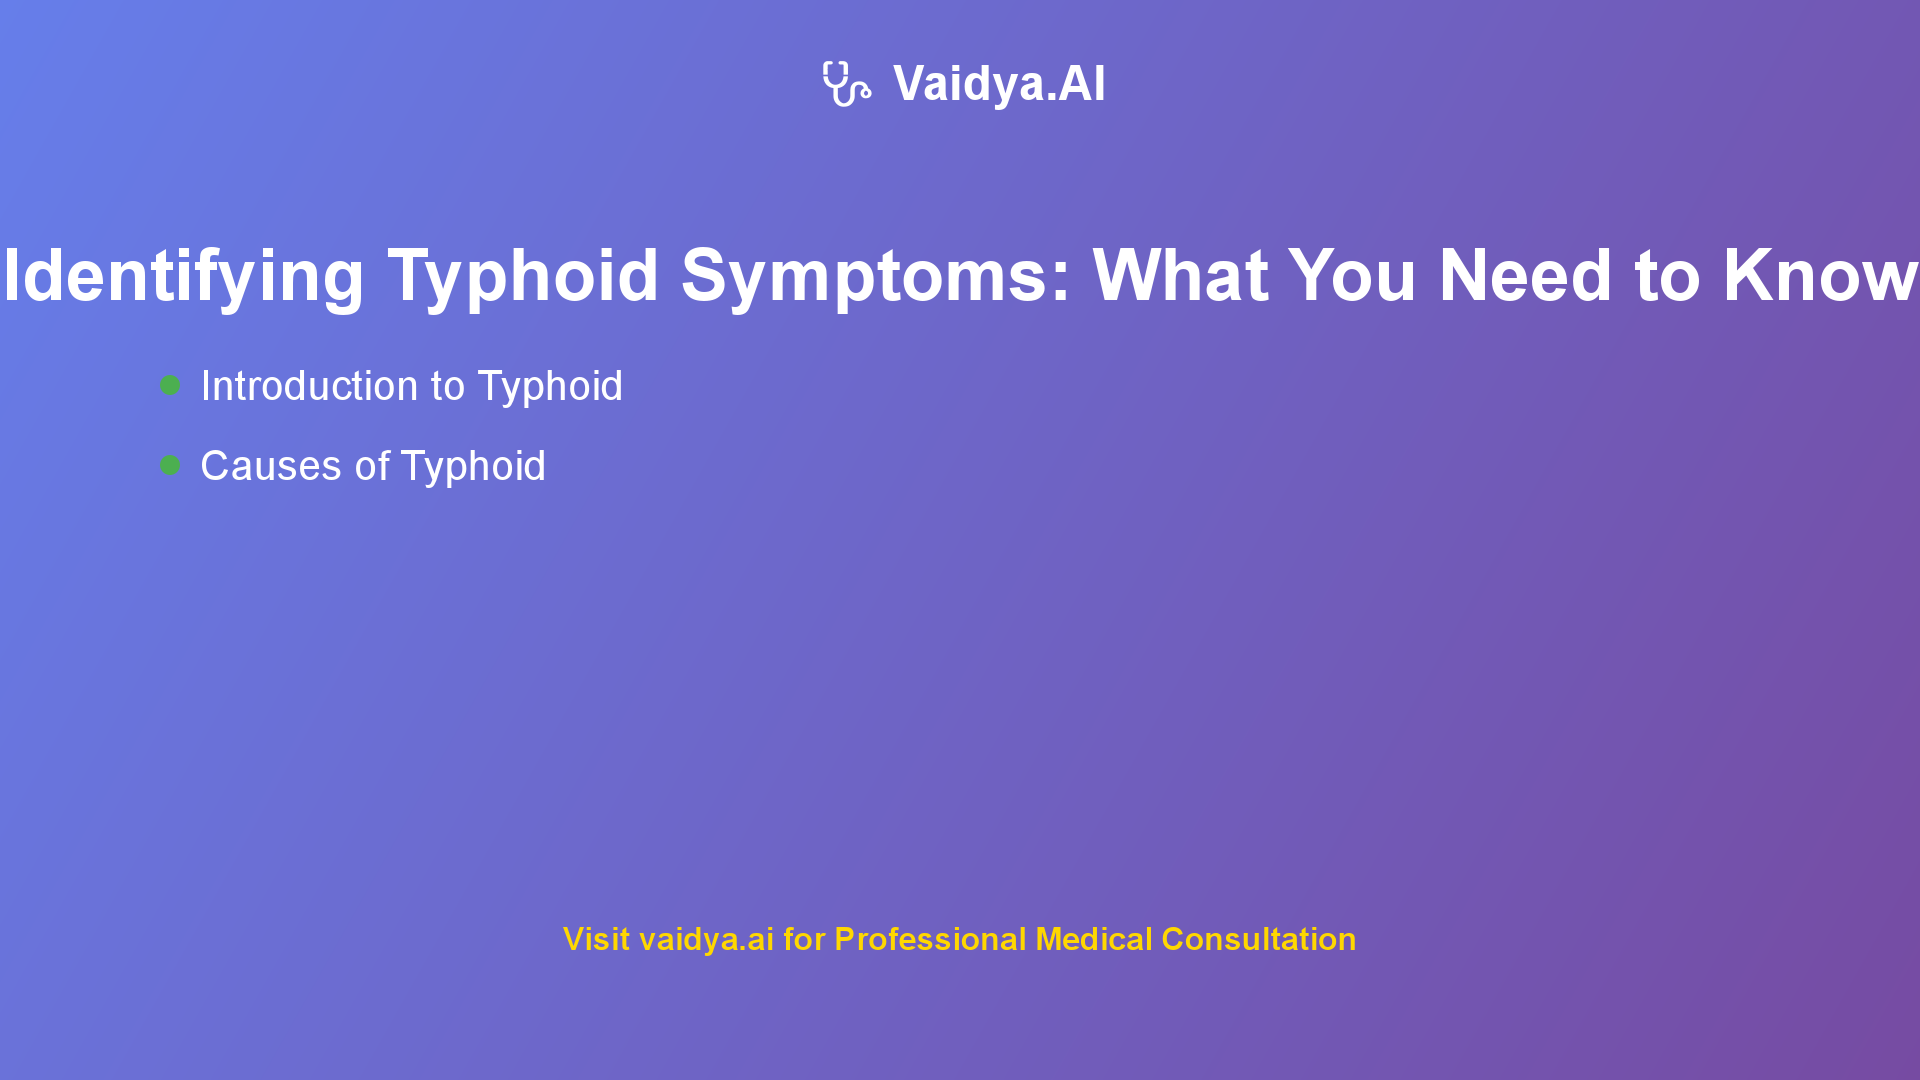 Vaidya.AI
Identifying Typhoid Symptoms: What You Need to Know
Introduction to Typhoid
Causes of Typhoid
Visit vaidya.ai for Professional Medical Consultation